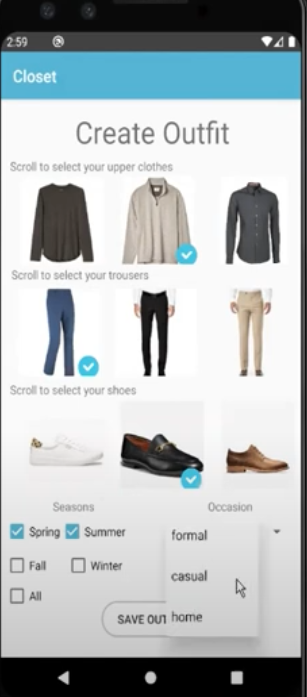 2:59
Closet
Create Outfit
Scroll to select your upper clothes
Scroll to select your trousers
Scroll to select your shoes
Seasons Occasion
Spring Summer
formal
Fall Winter
casual
All
home
SAVE OUT